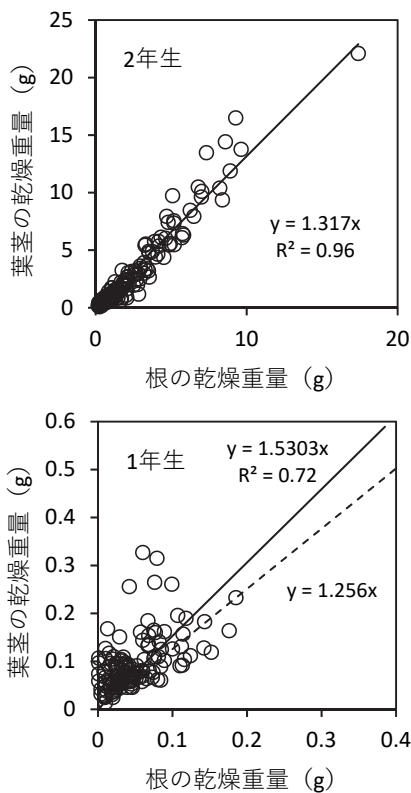 25
20
15
10
5
0
葉茎の乾燥重量（g）
2年生
y = 1.317x
R² = 0.96
0
10
20
根の乾燥重量（g）
0.6
0.5
0.4
0.3
0.2
0.1
0
葉茎の乾燥重量（g）
1年生
y = 1.5303x
R² = 0.72
y = 1.256x
0
0.1
0.2
0.3
0.4
根の乾燥重量（g）